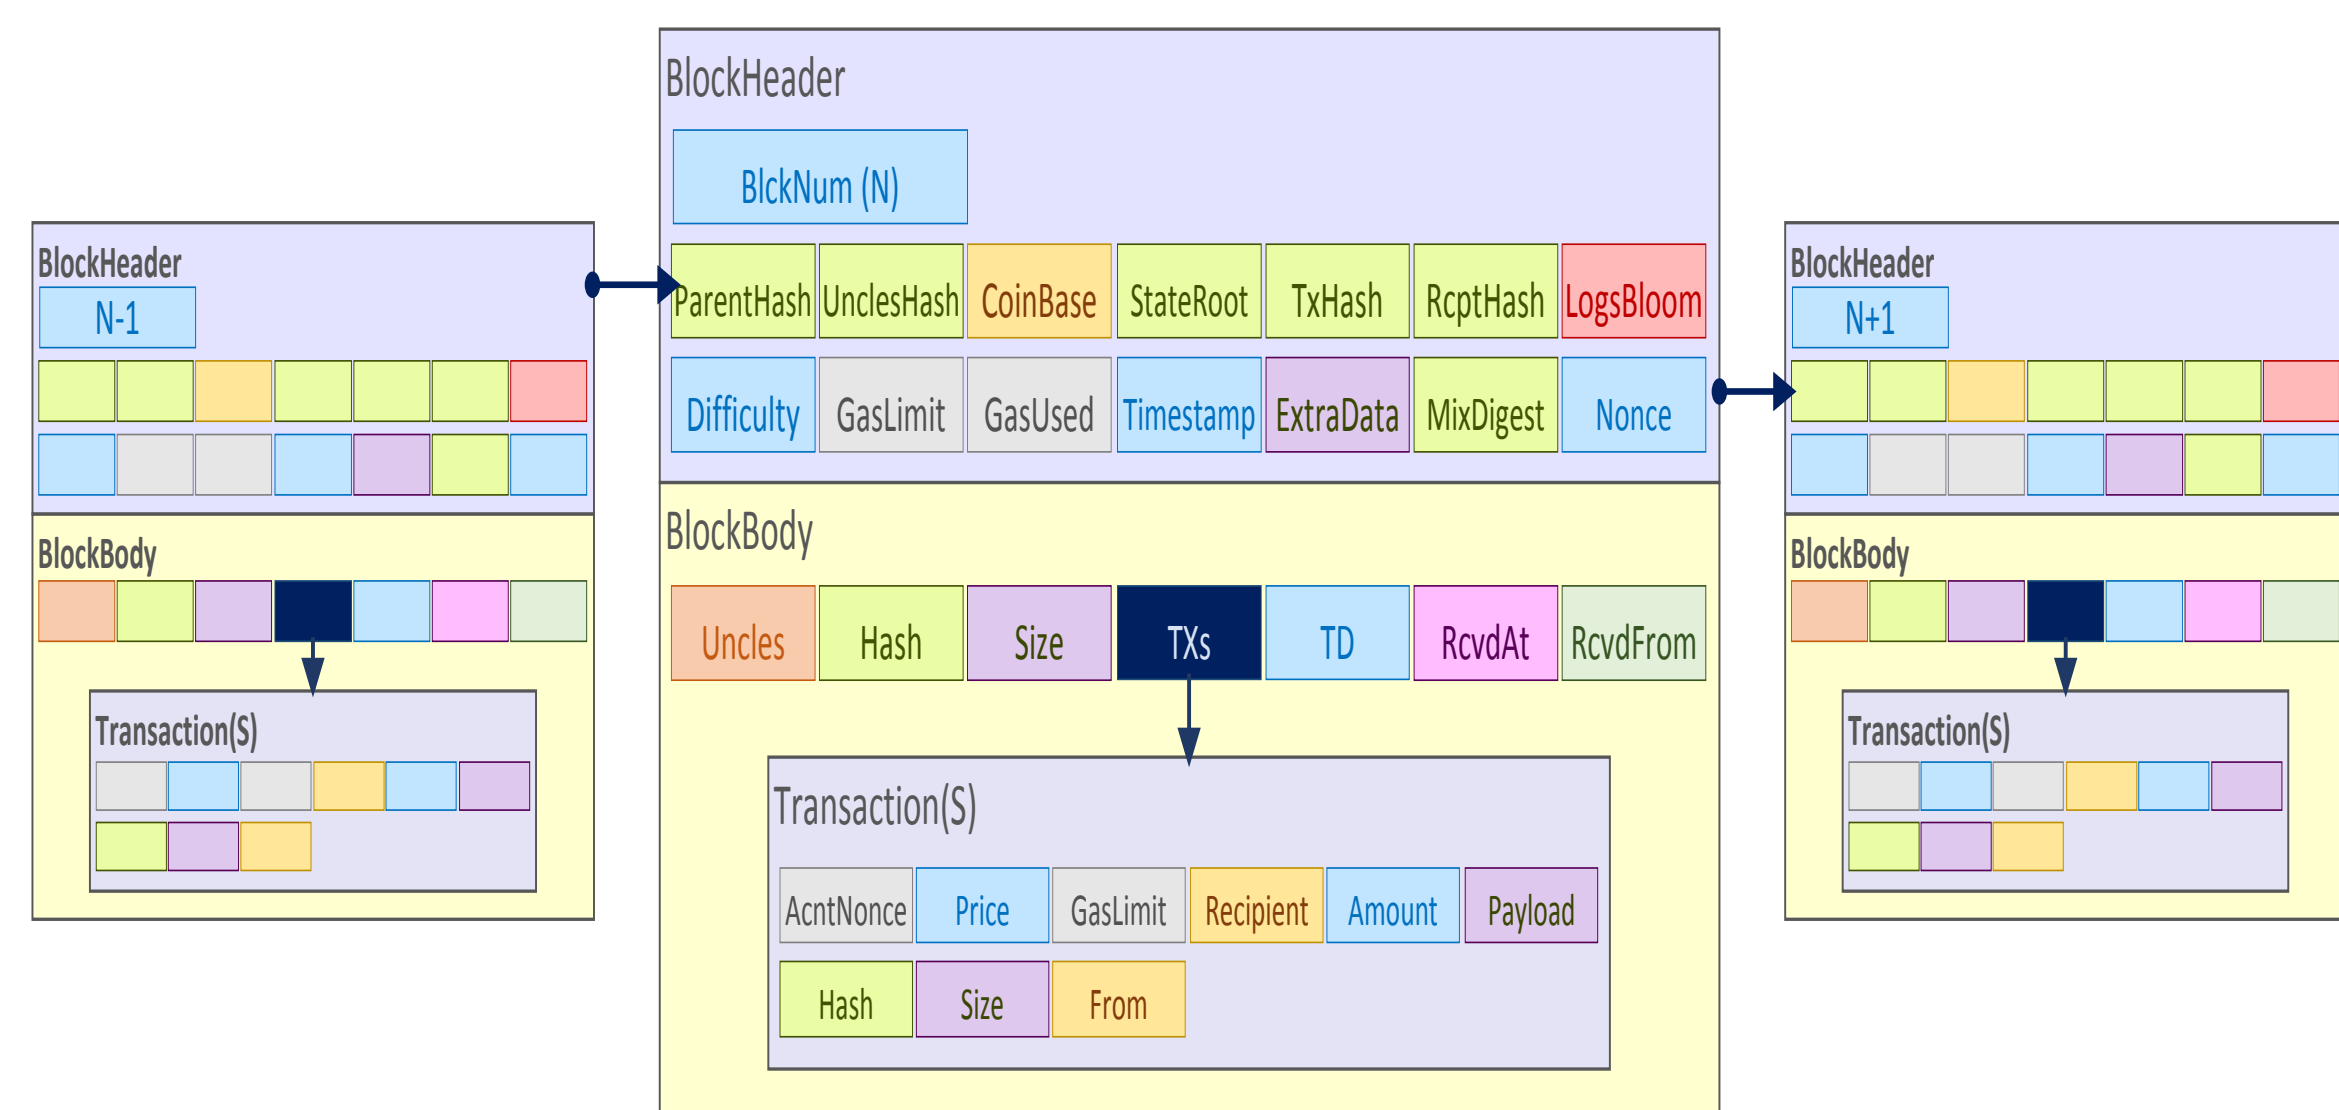 BlockHeader
N-1
BlockBody
Transaction(S)
BlockHeader
BlckNum (N)
ParentHash UnclesHash CoinBase StateRoot TxHash RcptHash LogsBloom
Difficulty GasLimit GasUsed Timestamp ExtraData MixDigest Nonce
BlockBody
Uncles Hash Size TXs TD RcvdAt RcvdFrom
Transaction(S)
AcntNonce Price GasLimit Recipient Amount Payload
Hash Size From
BlockHeader
N+1
BlockBody
Transaction(S)